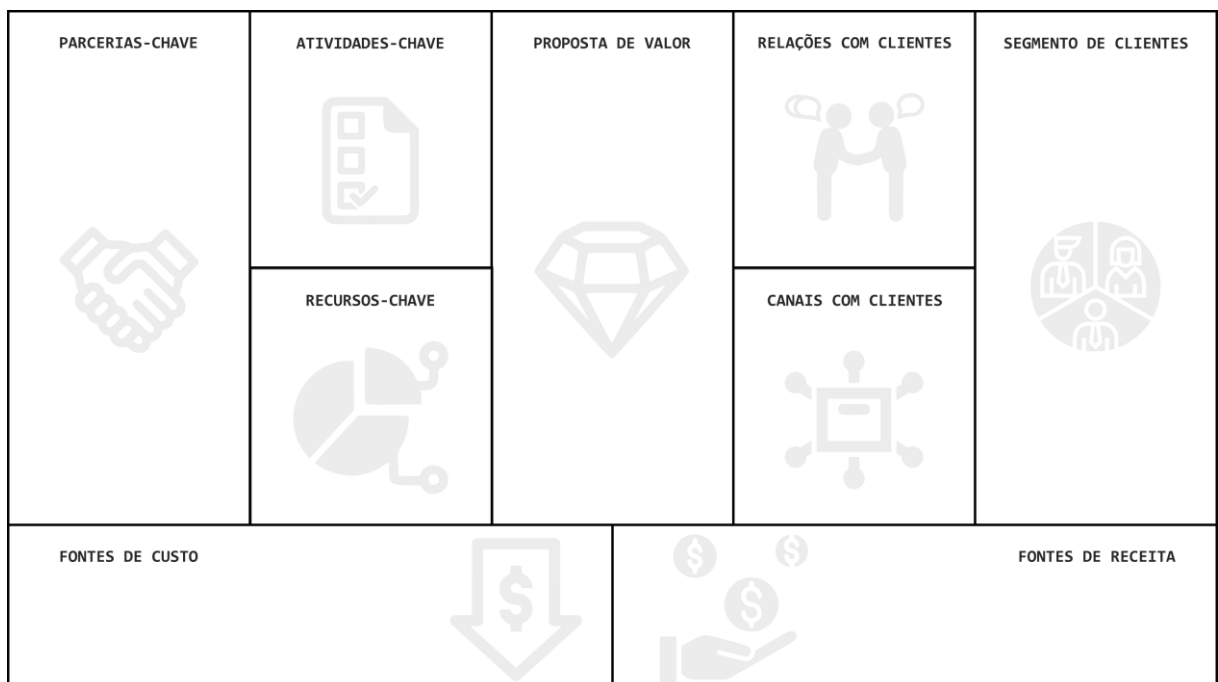 PARCERIAS-CHAVE
ATIVIDADES-CHAVE
PROPOSTA DE VALOR
RELAÇÕES COM CLIENTES
SEGMENTO DE CLIENTES
RECURSOS-CHAVE
CANAIS COM CLIENTES
FONTES DE CUSTO
FONTES DE RECEITA
$
$
$
$